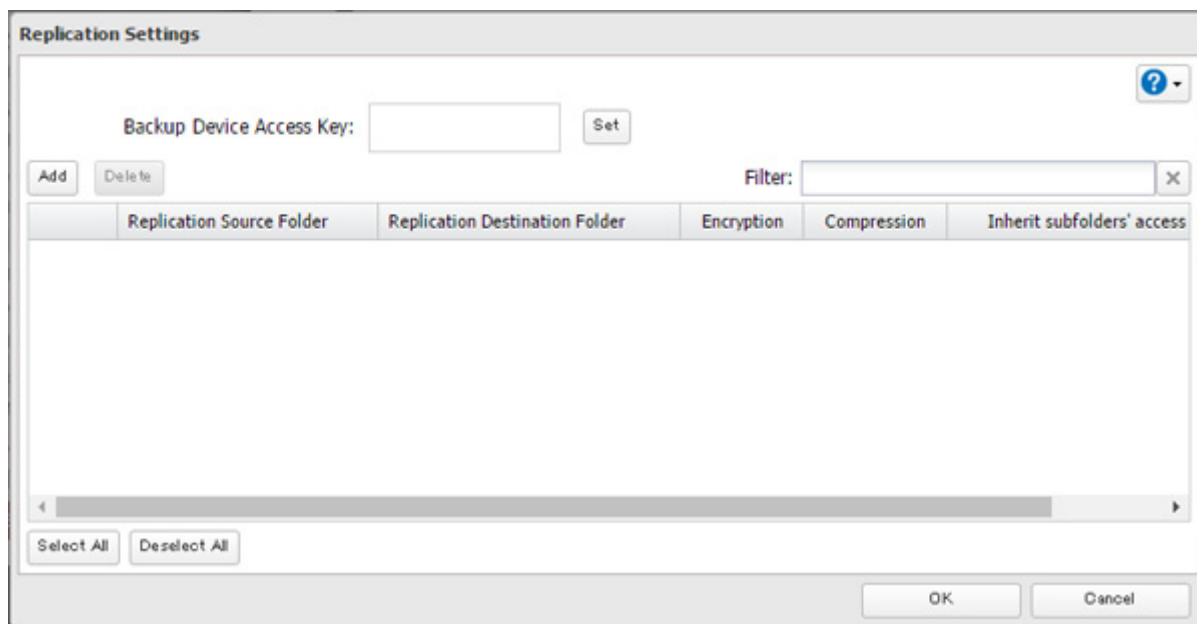 Replication Settings
?
Backup Device Access Key: Set
Add Delete Filter:
Replication Source Folder Replication Destination Folder Encryption Compression Inherit subfolders' access
Select All Deselect All
OK Cancel